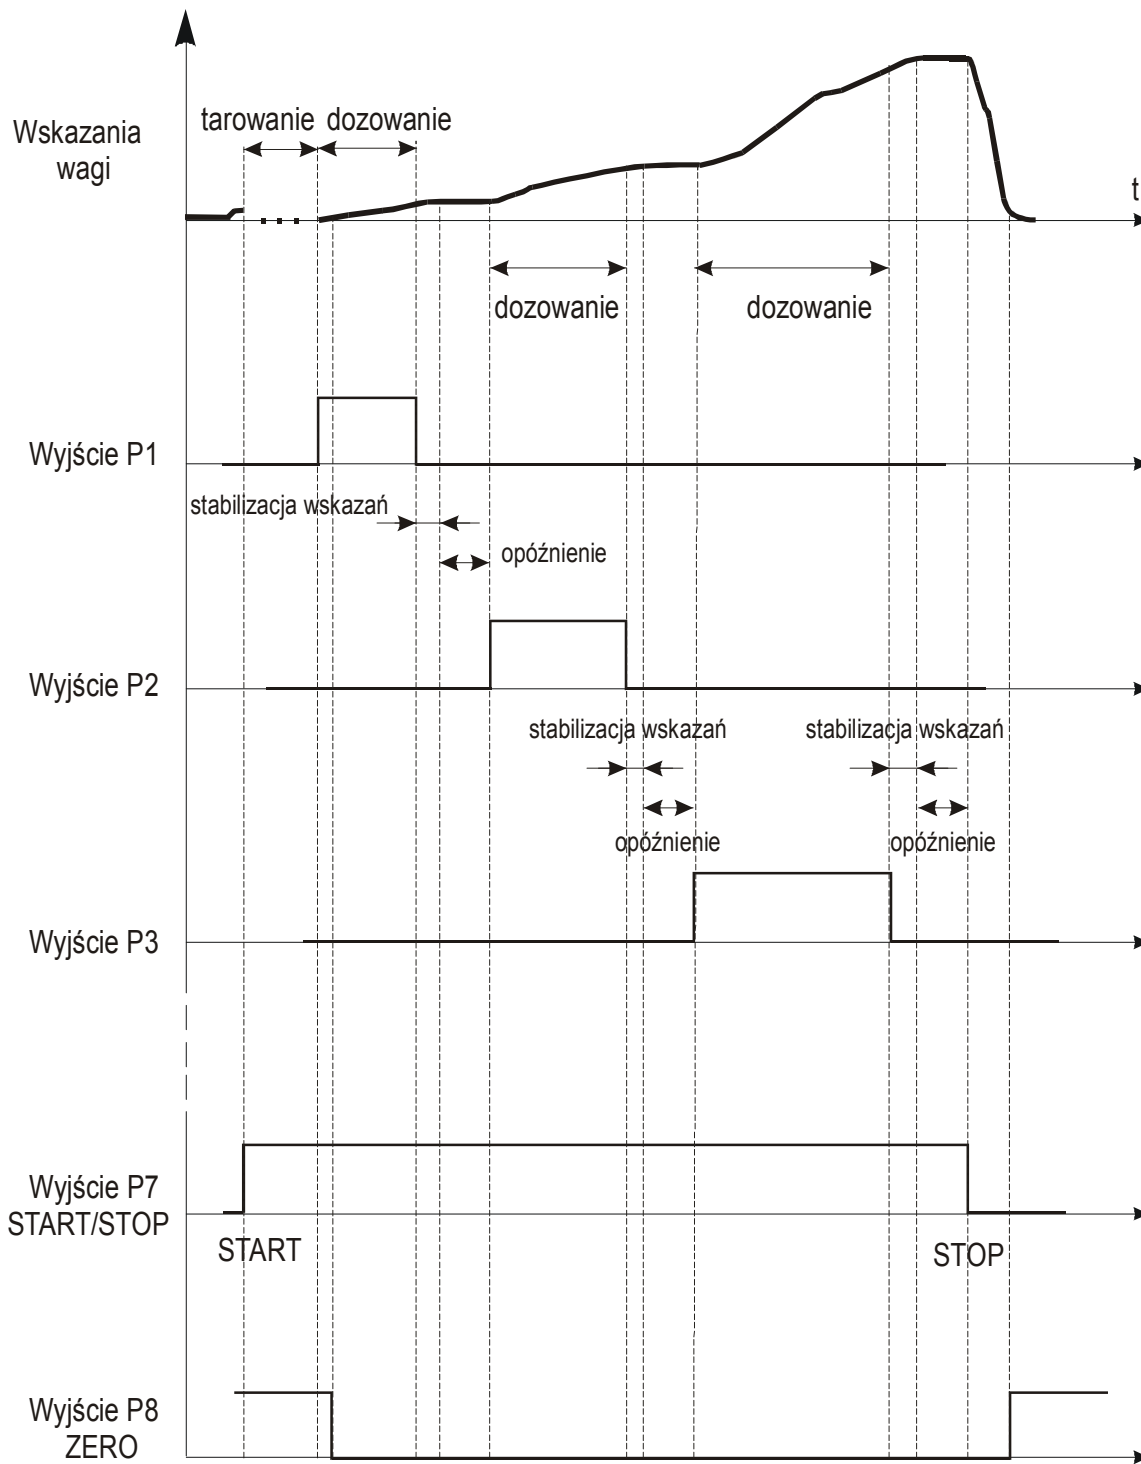 tarowanie dozowanie
Wskazania
wagi
t
dozowanie dozowanie
Wyjście P1
stabilizacja wskazań
opóźnienie
Wyjście P2
stabilizacja wskazań stabilizacja wskazań
opóźnienie opóźnienie
Wyjście P3
Wyjście P7
START/STOP
START STOP
Wyjście P8
ZERO